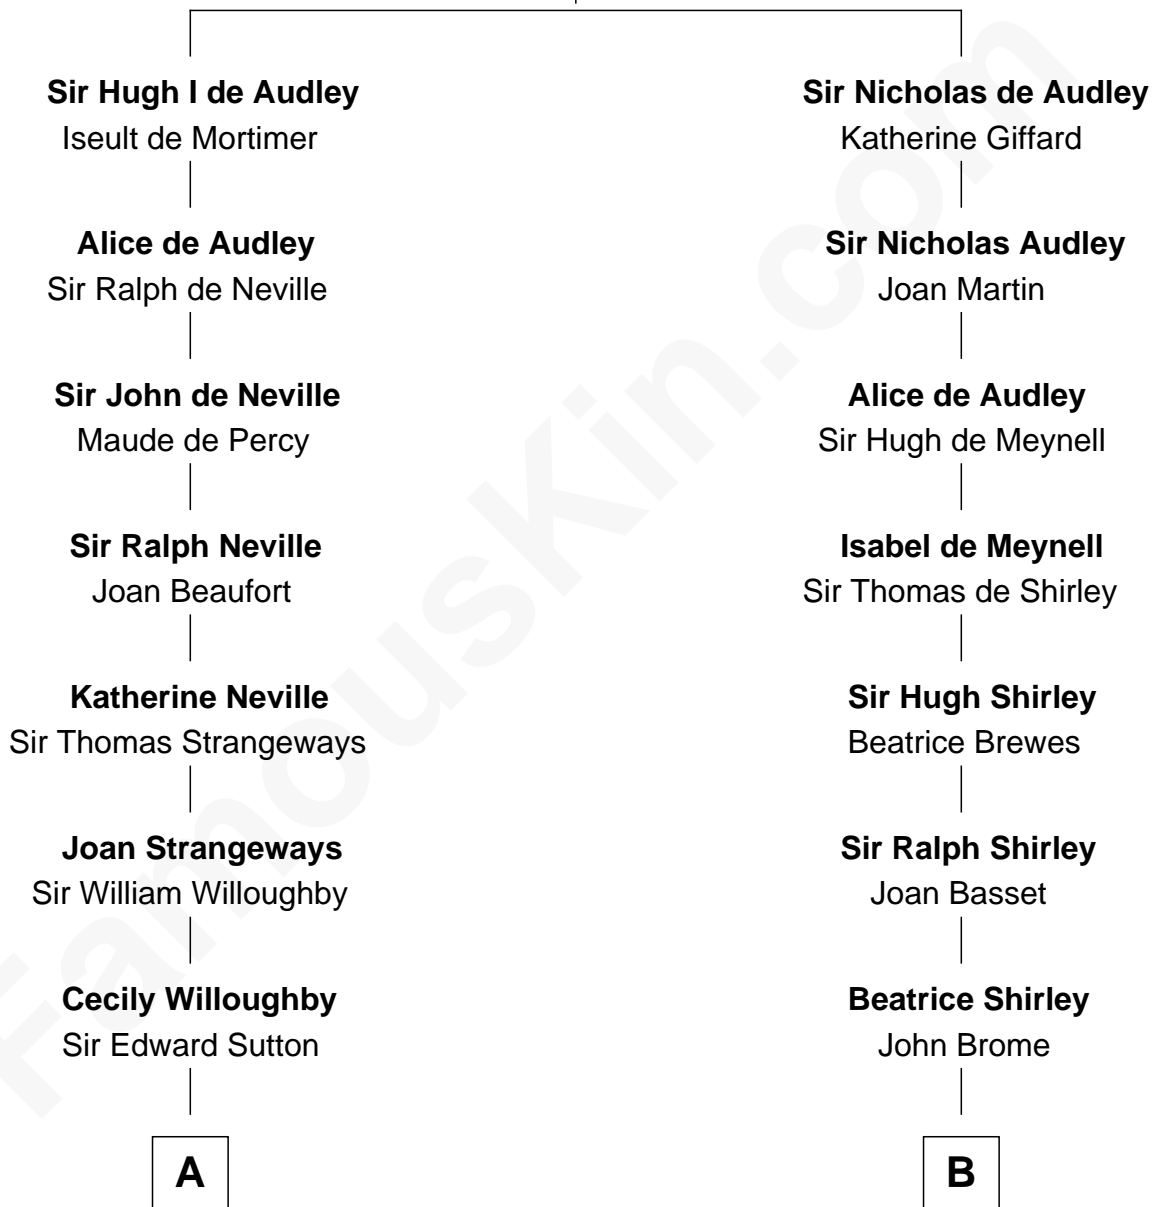 Sir Hugh I de Audley
Iseult de Mortimer
Alice de Audley
Sir Ralph de Neville
Sir John de Neville
Maude de Percy
Sir Ralph Neville
Joan Beaufort
Katherine Neville
Sir Thomas Strangeways
Joan Strangeways
Sir William Willoughby
Cecily Willoughby
Sir Edward Sutton
A
Sir Nicholas de Audley
Katherine Giffard
Sir Nicholas Audley
Joan Martin
Alice de Audley
Sir Hugh de Meynell
Isabel de Meynell
Sir Thomas de Shirley
Sir Hugh Shirley
Beatrice Brewes
Sir Ralph Shirley
Joan Basset
Beatrice Shirley
John Brome
B
FamousKin.com